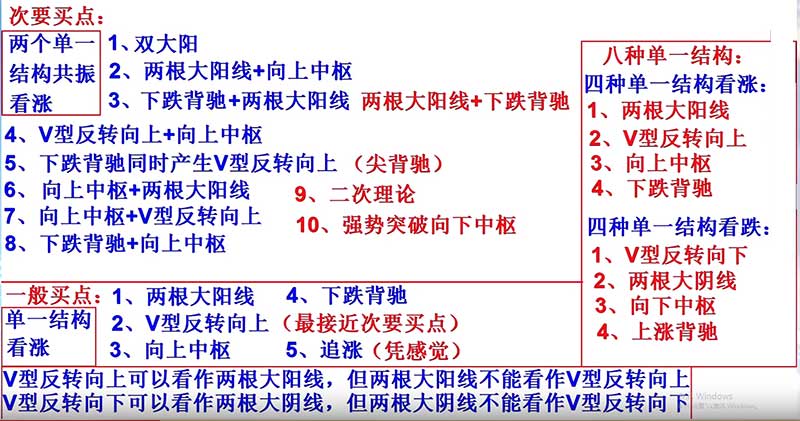 次要买点：
两个单一
结构共振
看涨
1、双大阳
2、两根大阳线+向上中枢
3、下跌背驰+两根大阳线 两根大阳线+下跌背驰
4、V型反转向上+向上中枢
5、下跌背驰同时产生V型反转向上（尖背驰）
6、向上中枢+两根大阳线
7、向上中枢+V型反转向上
8、下跌背驰+向上中枢
9、二次理论
10、强势突破向下中枢
八种单一结构：
四种单一结构看涨：
1、两根大阳线
2、V型反转向上
3、向上中枢
4、下跌背驰
四种单一结构看跌：
1、V型反转向下
2、两根大阴线
3、向下中枢
4、上涨背驰
一般买点：
单一结构
看涨
1、两根大阳线
2、V型反转向上（最接近次要买点）
3、向上中枢
4、下跌背驰
5、追涨（凭感觉）
V型反转向上可以看作两根大阳线，但两根大阳线不能看作V型反转向上
V型反转向下可以看作两根大阴线，但两根大阴线不能看作V型反转向下
Windows
Windows。